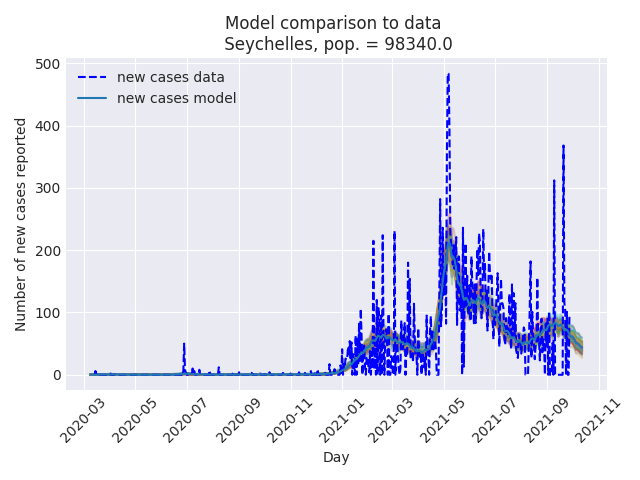 Model comparison to data
Seychelles, pop. = 98340.0
new cases data
new cases model
Number of new cases reported
500
400
300
200
100
0
2020-03
2020-05
2020-07
2020-09
2020-11
2021-01
2021-03
2021-05
2021-07
2021-09
2021-11
Day